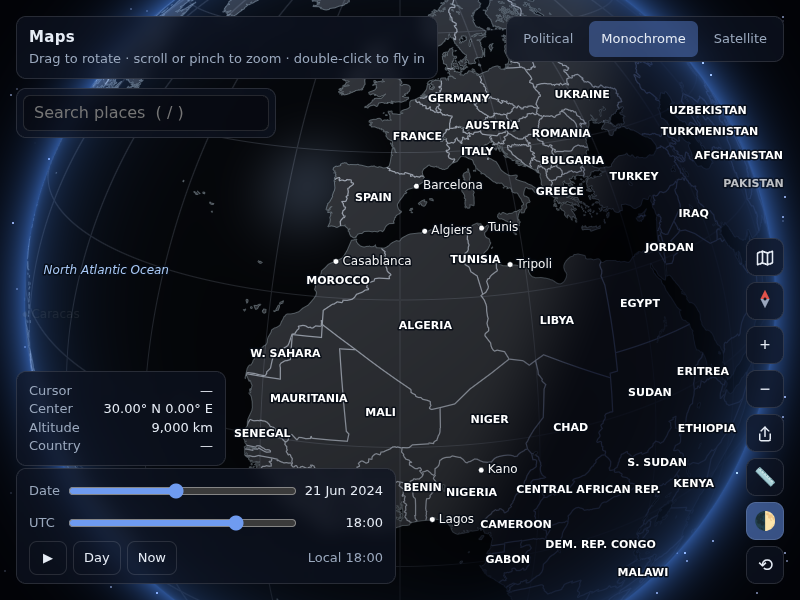 Maps
Drag to rotate · scroll or pinch to zoom · double-click to fly in
Political
Monochrome
Satellite
Search places ( / )
GERMANY
UKRAINE
UZBEKISTAN
FRANCE
AUSTRIA
ROMANIA
TURKMENISTAN
ITALY
BULGARIA
AFGHANISTAN
SPAIN
Barcelona
GREECE
TURKEY
PAKISTAN
IRAQ
Algiers
Tunis
JORDAN
Casablanca
TUNISIA
Tripoli
North Atlantic Ocean
MOROCCO
EGYPT
Caracas
ALGERIA
LIBYA
W. SAHARA
ERITREA
MAURITANIA
MALI
NIGER
SUDAN
CHAD
ETHIOPIA
SENEGAL
S. SUDAN
Kano
KENYA
BENIN
NIGERIA
CENTRAL AFRICAN REP.
Lagos
CAMEROON
DEM. REP. CONGO
GABON
MALAWI
Cursor —
Center 30.00° N 0.00° E
Altitude 9,000 km
Country —
Date 21 Jun 2024
UTC 18:00
▶ Day Now Local 18:00
+
−
⟲